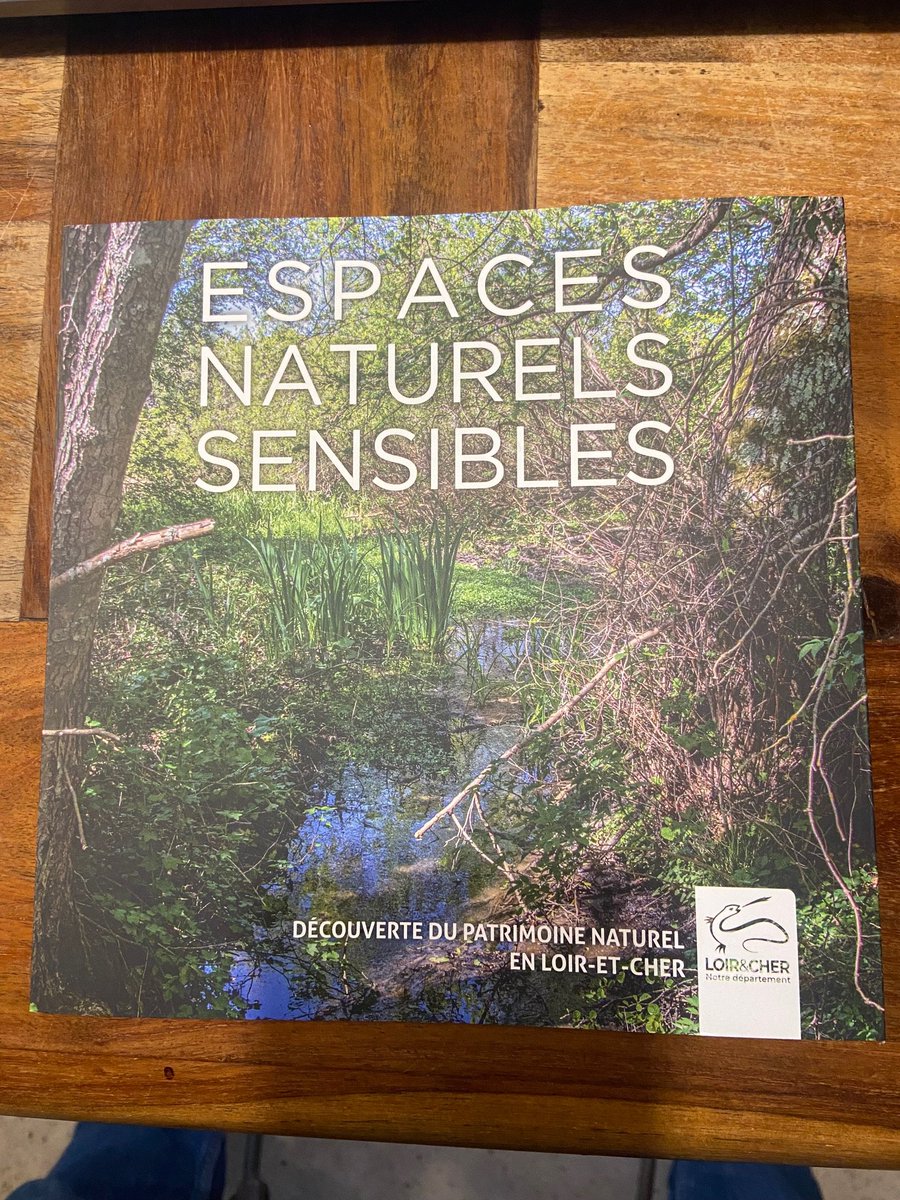 ESPACES
NATURELS
SENSIBLES
DÉCOUVERTE DU PATRIMOINE NATUREL
EN LOIR-ET-CHER
LOIR&CHER
Notre département